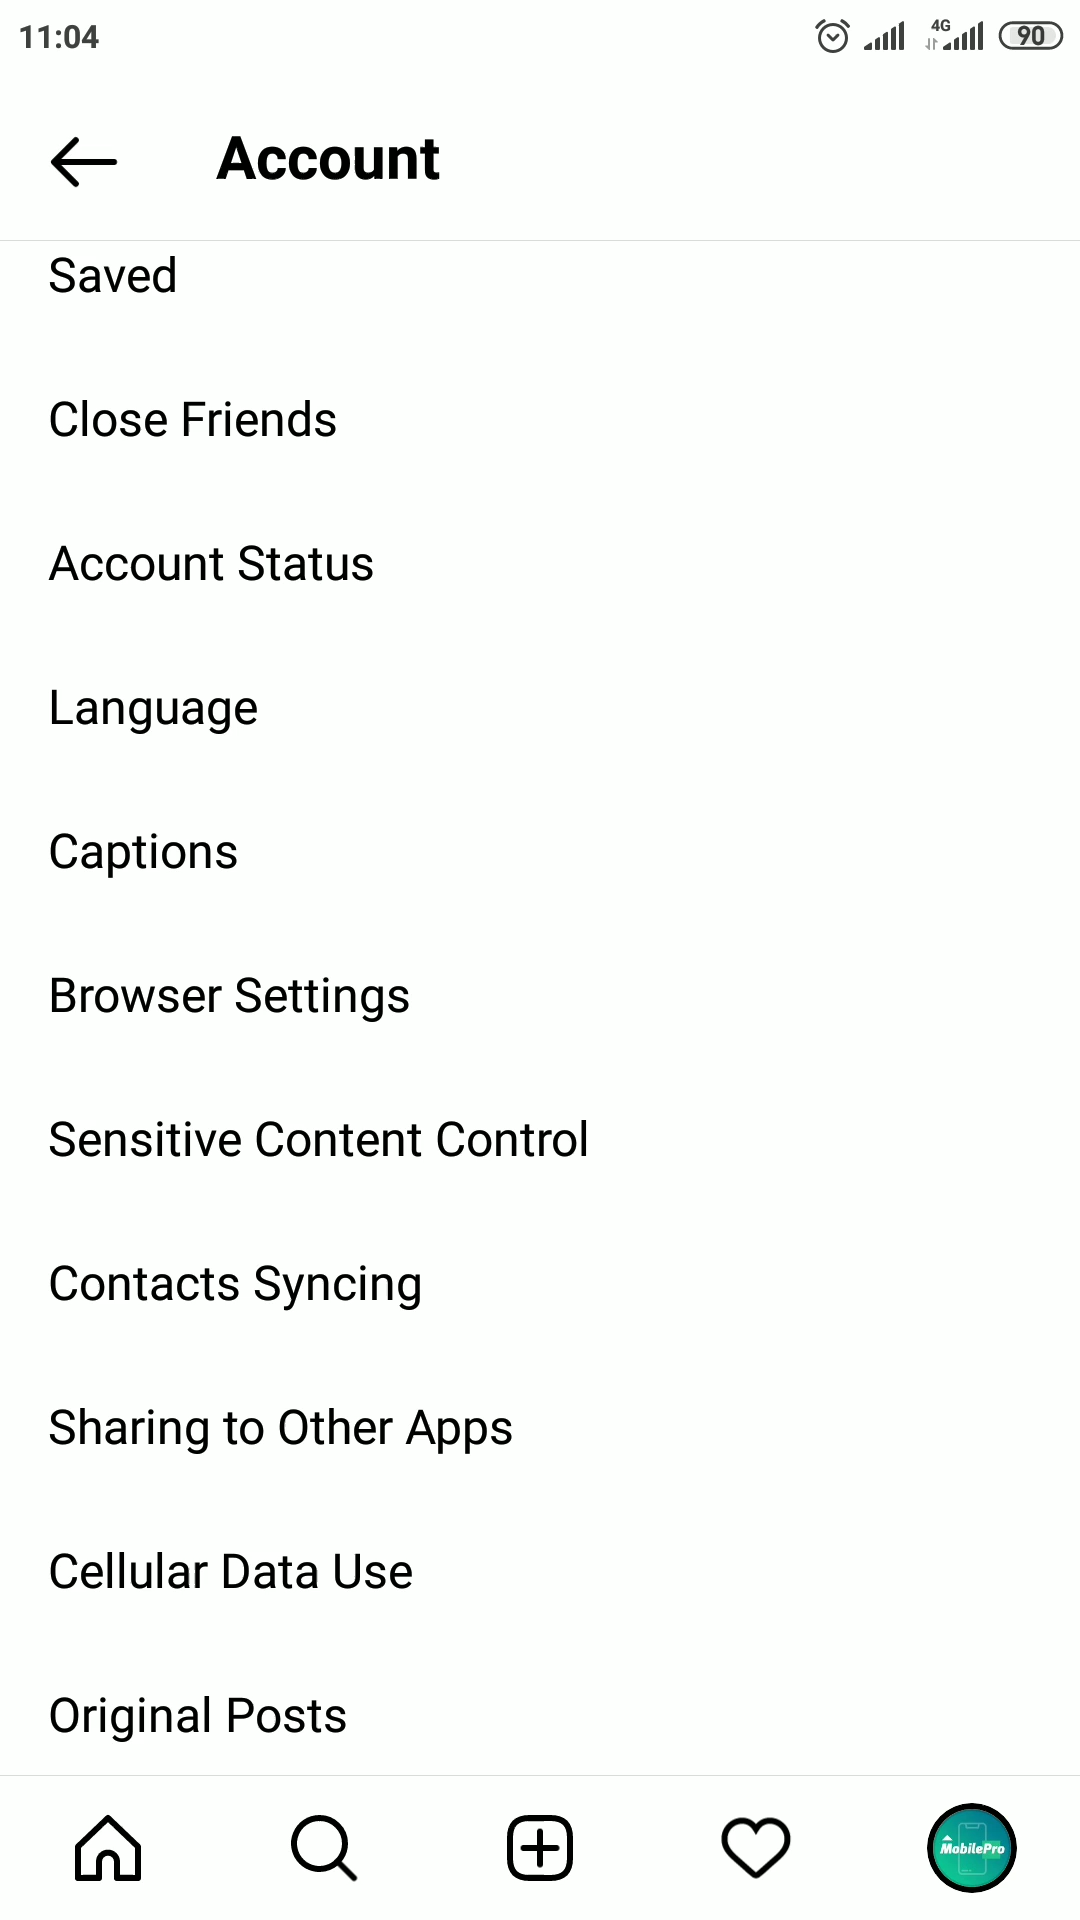 11:04
4G
90
Account
Saved
Close Friends
Account Status
Language
Captions
Browser Settings
Sensitive Content Control
Contacts Syncing
Sharing to Other Apps
Cellular Data Use
Original Posts
MobilePro